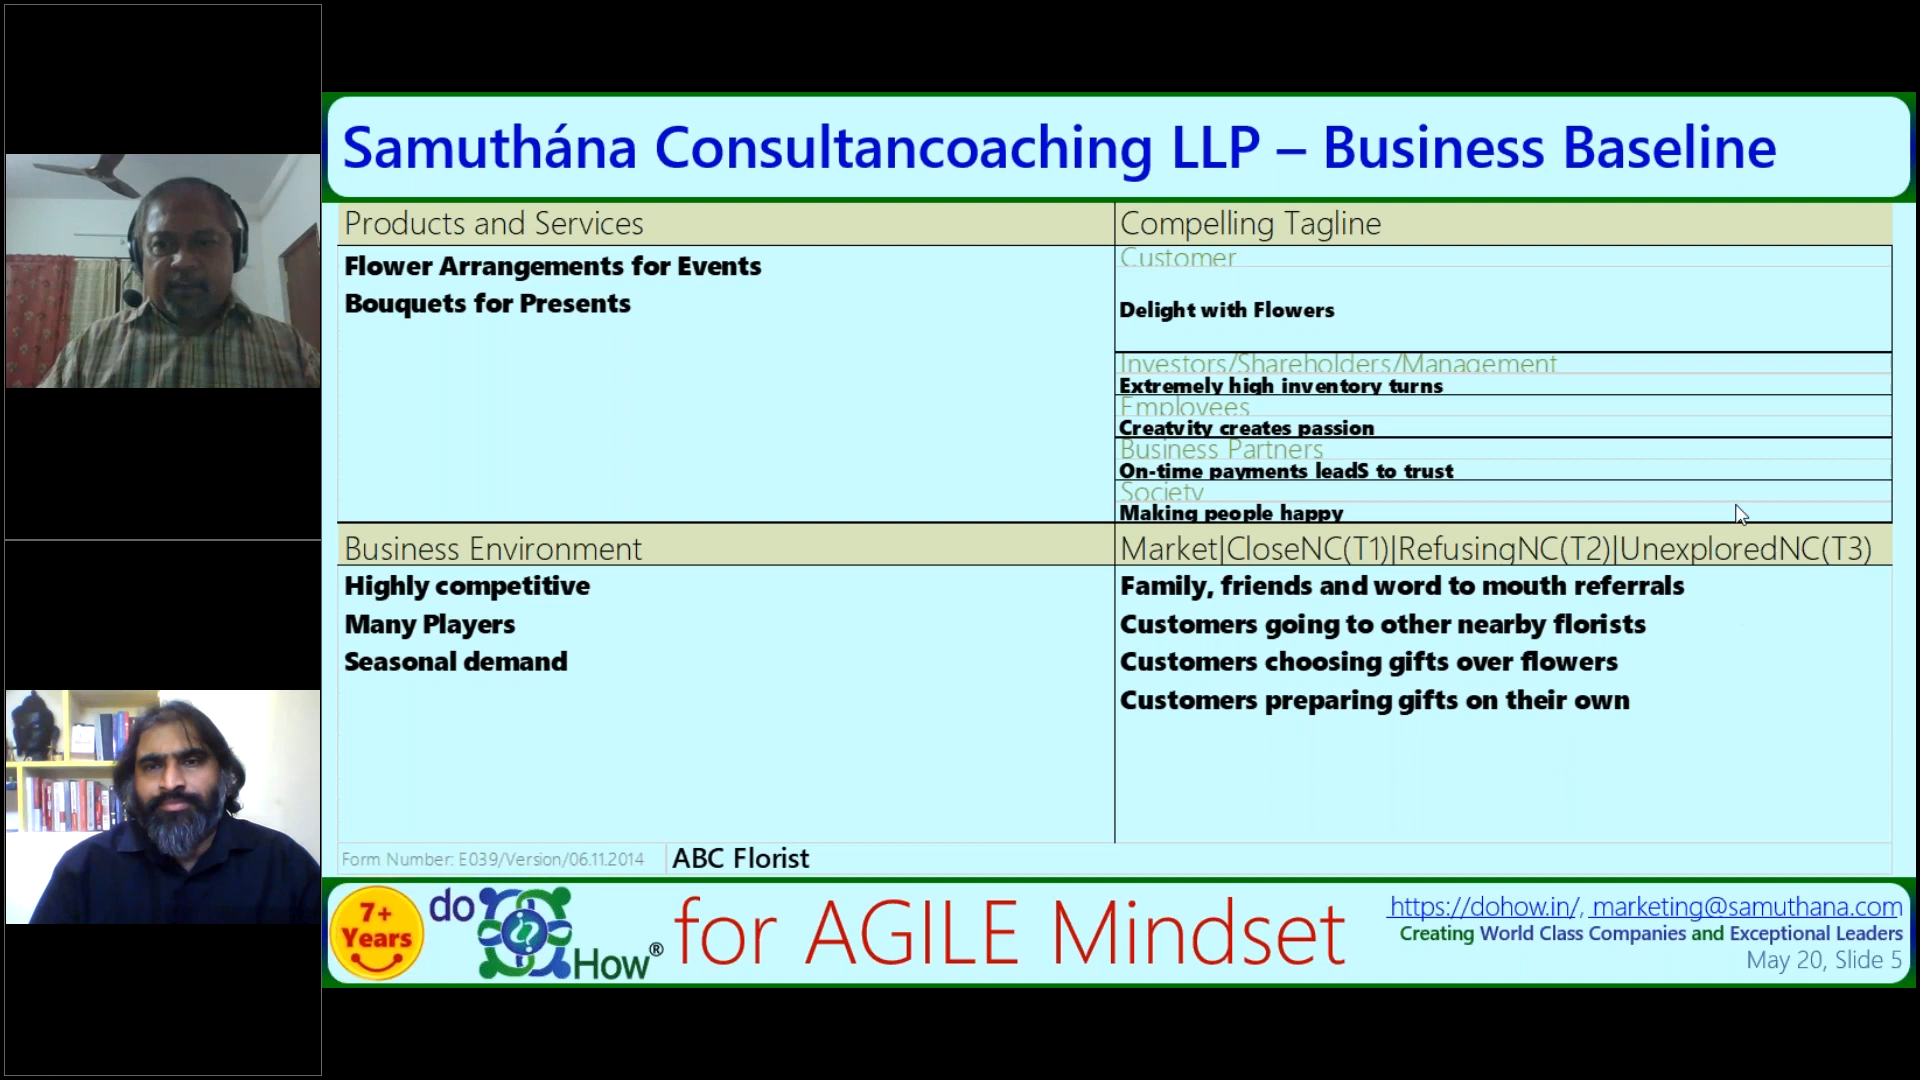 Samuthána Consultancoaching LLP – Business Baseline
Products and Services
Flower Arrangements for Events
Bouquets for Presents
Compelling Tagline
Customer
Delight with Flowers
Investors/Shareholders/Management
Extremely high inventory turns
Employees
Creatvity creates passion
Business Partners
On-time payments leadS to trust
Society
Making people happy
Business Environment
Highly competitive
Many Players
Seasonal demand
Market|CloseNC(T1)|RefusingNC(T2)|UnexploredNC(T3)
Family, friends and word to mouth referrals
Customers going to other nearby florists
Customers choosing gifts over flowers
Customers preparing gifts on their own
Form Number: E039/Version/06.11.2014
ABC Florist
7+
Years
do
?
How®
for AGILE Mindset
https://dohow.in/, marketing@samuthana.com
Creating World Class Companies and Exceptional Leaders
May 20, Slide 5